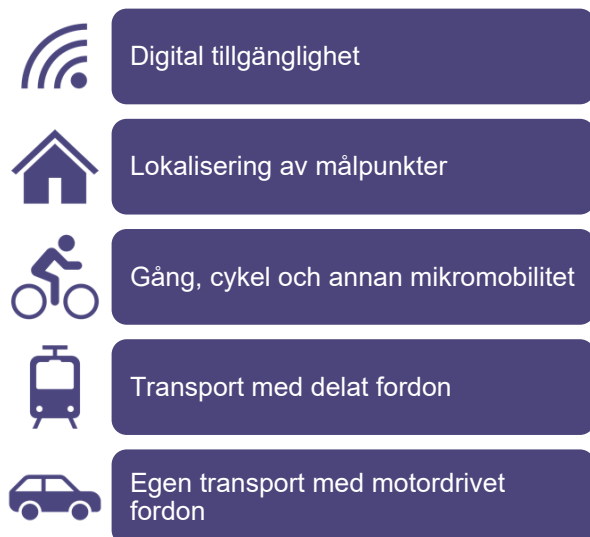 Digital tillgänglighet
Lokalisering av målpunkter
Gång, cykel och annan mikromobilitet
Transport med delat fordon
Egen transport med motordrivet
fordon